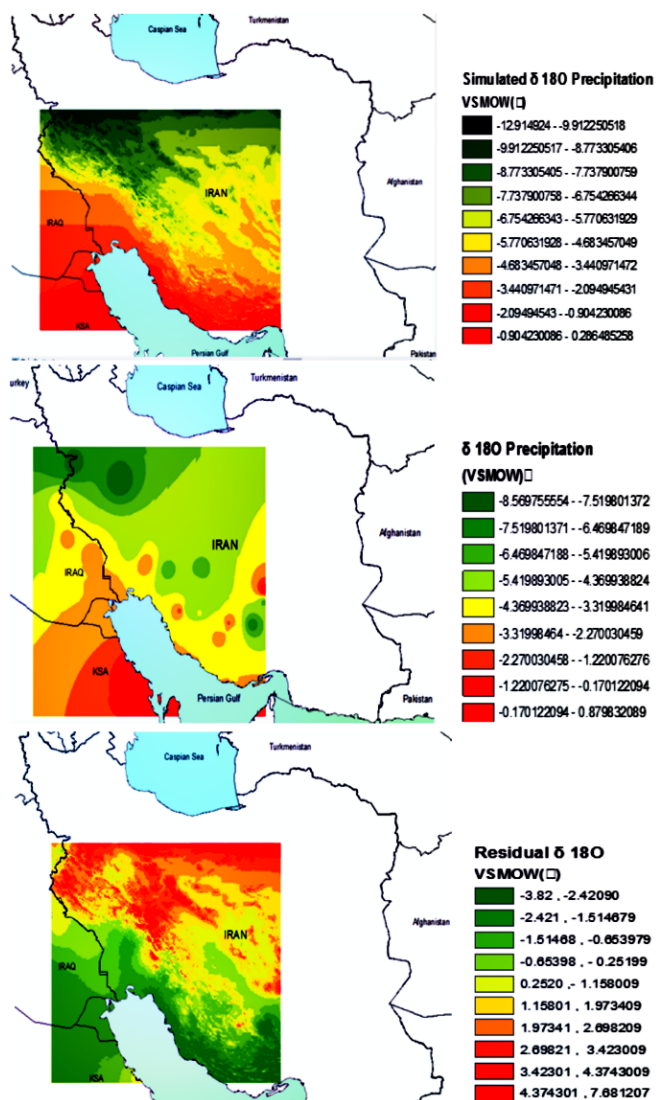 Caspian Sea
Turkmenistan
Afghanistan
IRAN
IRAQ
KSA
Persian Gulf
Pakistan
Simulated δ 18O Precipitation
VSMOW(□)
-12.914924 - -9.912250518
-9.912250517 - -8.773305406
-8.773305405 - -7.737900759
-7.737900758 - -6.754266344
-6.754266343 - -5.770631929
-5.770631928 - -4.683457049
-4.683457048 - -3.440971472
-3.440971471 - -2.094945431
-2.09494543 - -0.904230086
-0.904230086 - 0.286485258
urkey
Caspian Sea
Turkmenistan
Afghanistan
IRAN
IRAQ
KSA
Persian Gulf
Pakistan
δ 18O Precipitation
(VSMOW)□
-8.569755554 - -7.519801372
-7.519801371 - -6.469847189
-6.469847188 - -5.419893006
-5.419893005 - -4.369938824
-4.369938823 - -3.319984641
-3.31998464 - -2.270030459
-2.270030458 - -1.220076276
-1.220076275 - -0.170122094
-0.170122094 - 0.879832089
Caspian Sea
Turkmenistan
Afghanistan
IRAN
IRAQ
KSA
Persian Gulf
Residual δ 18O
VSMOW(□)
-3.82 , -2.42090
-2.421 , -1.514679
-1.51468 , -0.653979
-0.65398 , -0.25199
0.2520 , - 1.158009
1.15801 , 1.973409
1.97341 , 2.698209
2.69821 , 3.423009
3.42301 , 4.3743009
4.374301 , 7.681207